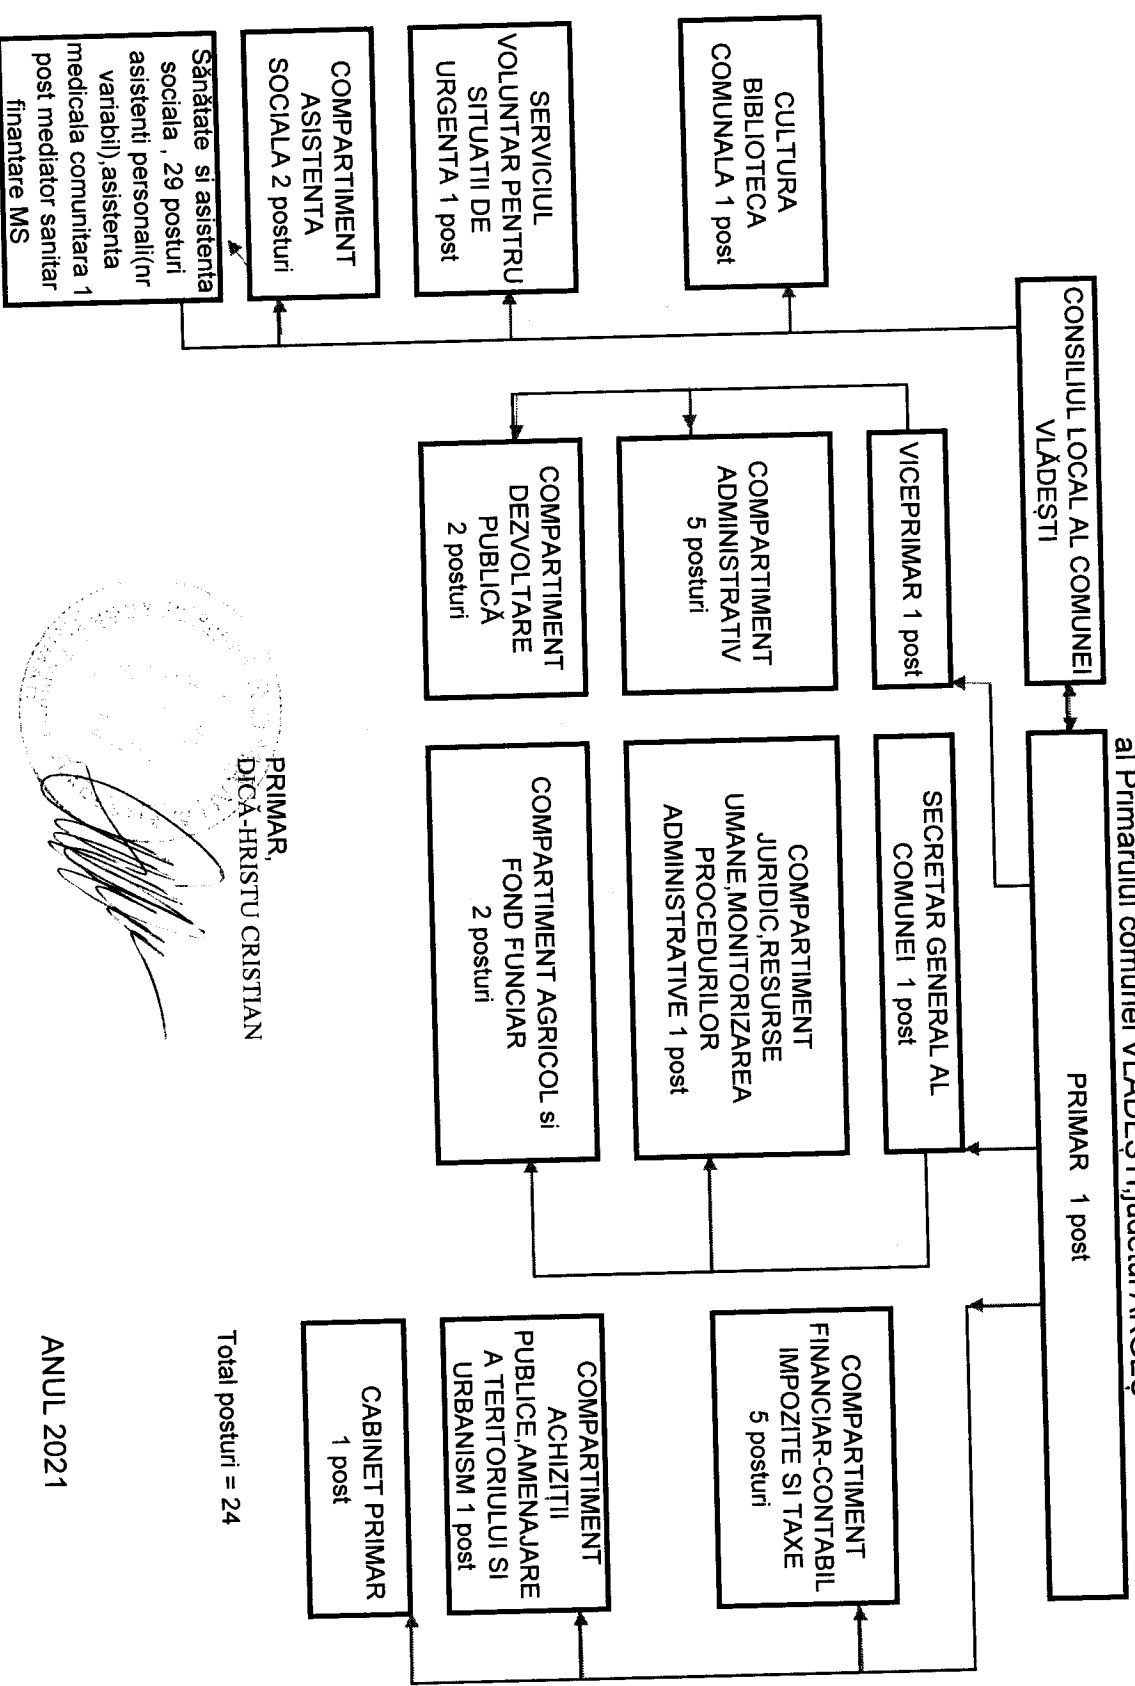 al Primarului comunei VLĂDEȘTI,județul ARGEȘ
CONSILIUL LOCAL AL COMUNEI
VLĂDEȘTI
PRIMAR 1 post
VICEPRIMAR 1 post
SECRETAR GENERAL AL
COMUNEI 1 post
CULTURA
BIBLIOTECA
COMUNALA 1 post
COMPARTIMENT
ADMINISTRATIV
5 posturi
COMPARTIMENT
JURIDIC,RESURSE
UMANE,MONITORIZAREA
PROCEDURILOR
ADMINISTRATIVE 1 post
COMPARTIMENT
FINANCIAR-CONTABIL
IMPOZITE SI TAXE
5 posturi
SERVICIUL
VOLUNTAR PENTRU
SITUATII DE
URGENTA 1 post
COMPARTIMENT
DEZVOLTARE
PUBLICĂ
2 posturi
COMPARTIMENT AGRICOL si
FOND FUNCIAR
2 posturi
COMPARTIMENT
ACHIZIȚII
PUBLICE,AMENAJARE
A TERITORIULUI SI
URBANISM 1 post
COMPARTIMENT
ASISTENTA
SOCIALA 2 posturi
CABINET PRIMAR
1 post
Sănătate si asistenta
sociala , 29 posturi
asistenti personali(nr
variabil),asistenta
medicala comunitara 1
post mediator sanitar
finantare MS
PRIMAR,
DICĂ-HRISTU CRISTIAN
Total posturi = 24
ANUL 2021